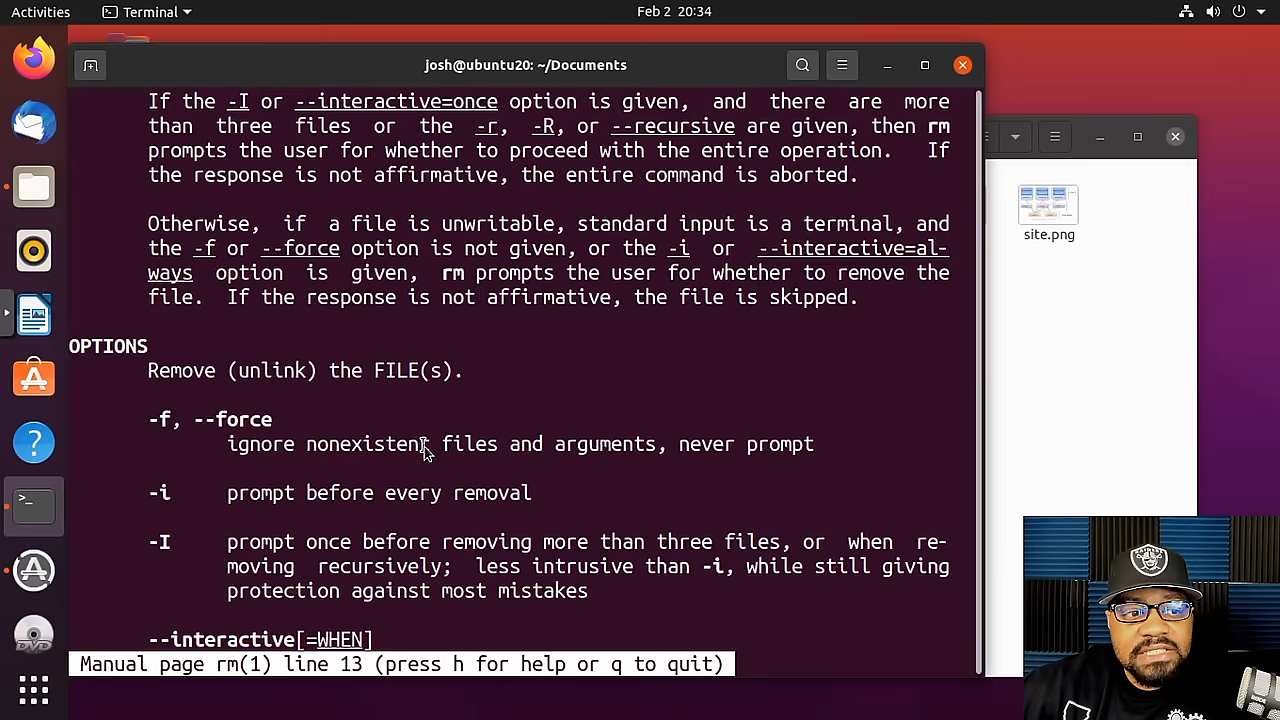 Activities
Terminal
Feb 2 20:34
josh@ubuntu20: ~/Documents
If the -I or --interactive=once option is given, and there are more
than three files or the -r, -R, or --recursive are given, then rm
prompts the user for whether to proceed with the entire operation. If
the response is not affirmative, the entire command is aborted.
Otherwise, if a file is unwritable, standard input is a terminal, and
the -f or --force option is not given, or the -i or --interactive=al-
ways option is given, rm prompts the user for whether to remove the
file. If the response is not affirmative, the file is skipped.
OPTIONS
Remove (unlink) the FILE(s).
-f, --force
ignore nonexistent files and arguments, never prompt
-i prompt before every removal
-I prompt once before removing more than three files, or when re-
moving recursively; less intrusive than -i, while still giving
protection against most mistakes
--interactive[=WHEN]
Manual page rm(1) line 13 (press h for help or q to quit)
site.png